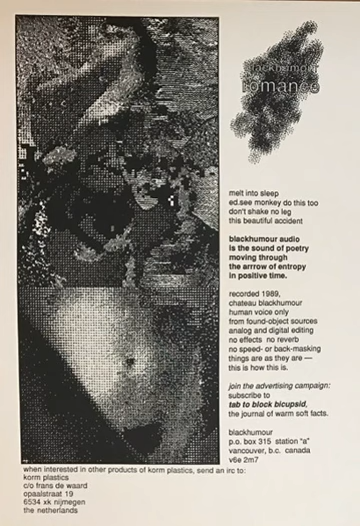 blackhumour
romance
melt into sleep
ed.see monkey do this too
don't shake no leg
this beautiful accident
blackhumour audio
is the sound of poetry
moving through
the arrrow of entropy
in positive time.
recorded 1989,
chateau blackhumour
human voice only
from found-object sources
analog and digital editing
no effects no reverb
no speed- or back-masking
things are as they are —
this is how this is.
join the advertising campaign:
subscribe to
tab to block bicupsid,
the journal of warm soft facts.
blackhumour
p.o. box 315 station "a"
vancouver, b.c. canada
v6e 2m7
when interested in other products of korm plastics, send an irc to:
korm plastics
c/o frans de waard
opaalstraat 19
6534 xk nijmegen
the netherlands